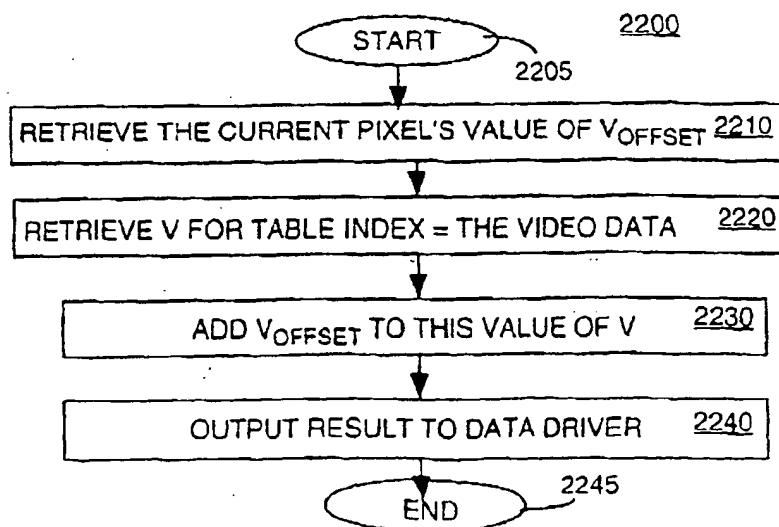 START
2200
2205
RETRIEVE THE CURRENT PIXEL'S VALUE OF VOFFSET 2210
RETRIEVE V FOR TABLE INDEX = THE VIDEO DATA 2220
ADD VOFFSET TO THIS VALUE OF V 2230
OUTPUT RESULT TO DATA DRIVER 2240
END
2245